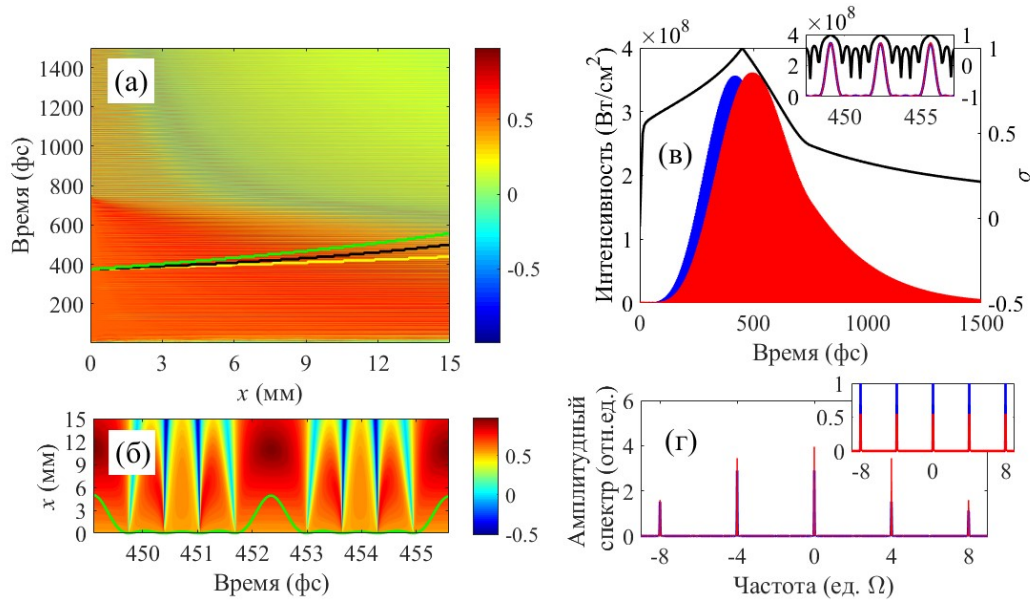 (а)
1400
1200
1000
800
600
400
200
Время (фс)
0.5
0
-0.5
0 3 6 9 12 15
x (мм)
×10⁸
4
3
2
1
0
Интенсивность (Вт/см²)
(в)
×10⁸
4
2
0
1
0
-1
450 455
1
0.5
0
-0.5
σ
0 500 1000 1500
Время (фс)
(б)
15
12
9
6
3
0
x (мм)
0.5
0
-0.5
450 451 452 453 454 455
Время (фс)
(г)
6
4
2
0
Амплитудный
спектр (отн.ед.)
1
0.5
0
-8 -4 0 4 8
-8 -4 0 4 8
Частота (ед. Ω)